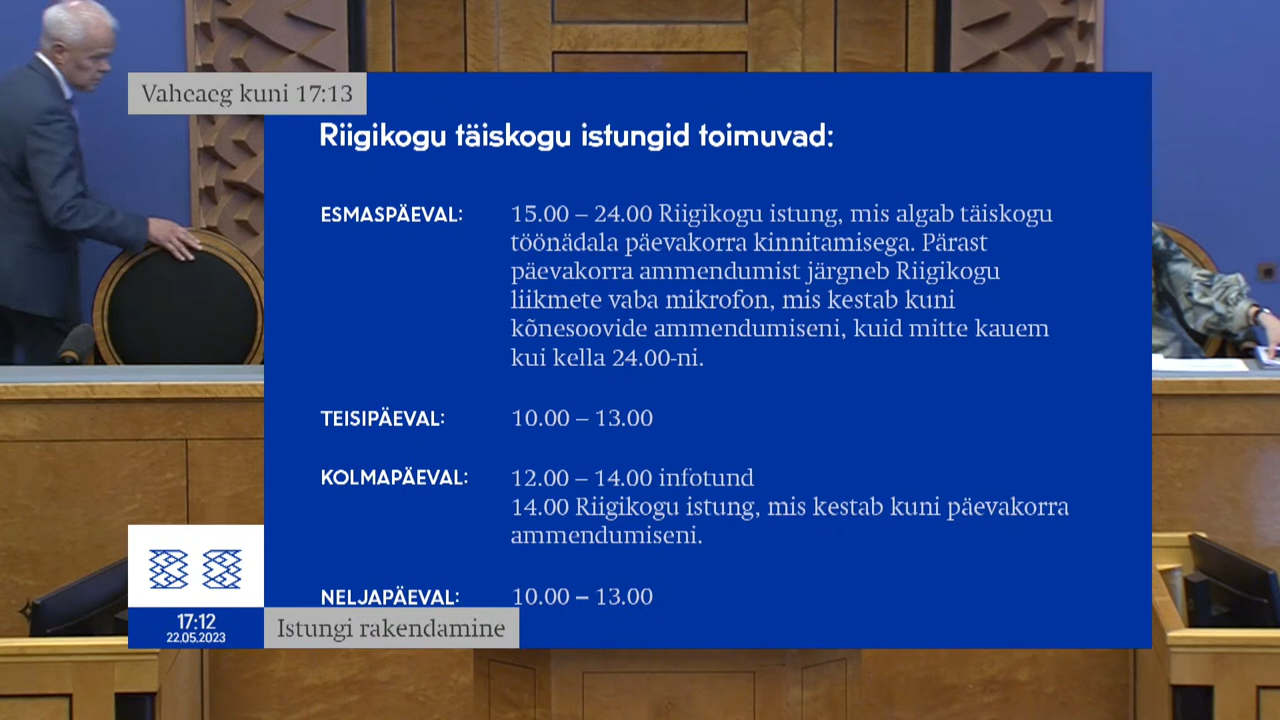 Vaheaeg kuni 17:13
Riigikogu täiskogu istungid toimuvad:
ESMASPÄEVAL:
15.00 – 24.00 Riigikogu istung, mis algab täiskogu
töönädala päevakorra kinnitamisega. Pärast
päevakorra ammendumist järgneb Riigikogu
liikmete vaba mikrofon, mis kestab kuni
kõnesoovide ammendumiseni, kuid mitte kauem
kui kella 24.00-ni.
TEISIPÄEVAL:
10.00 – 13.00
KOLMAPÄEVAL:
12.00 – 14.00 infotund
14.00 Riigikogu istung, mis kestab kuni päevakorra
ammendumiseni.
NELJAPÄEVAL:
10.00 – 13.00
17:12
22.05.2023
Istungi rakendamine